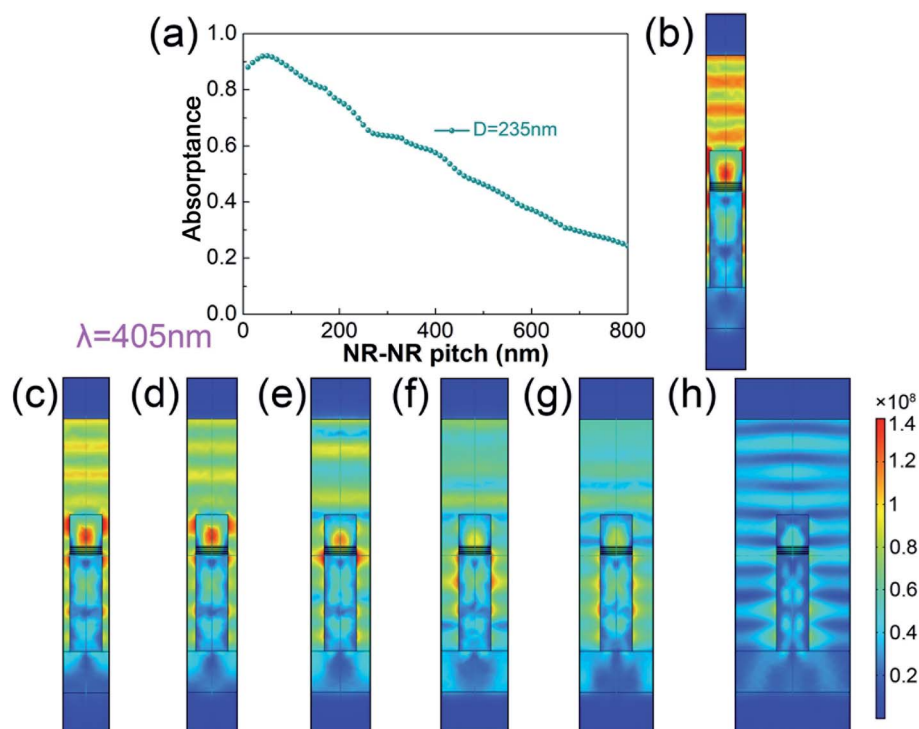 (a)
(b)
1.0
0.8
0.6
0.4
0.2
0.0
Absorptance
D=235nm
0
200
400
600
800
NR-NR pitch (nm)
λ=405nm
(c)
(d)
(e)
(f)
(g)
(h)
×10⁸
1.4
1.2
1
0.8
0.6
0.4
0.2